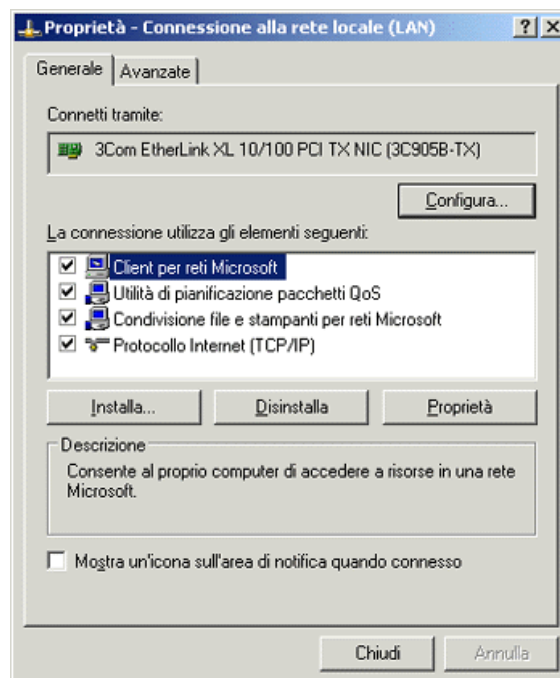 Proprietà - Connessione alla rete locale (LAN)
Generale Avanzate
Connetti tramite:
3Com EtherLink XL 10/100 PCI TX NIC (3C905B-TX)
Configura...
La connessione utilizza gli elementi seguenti:
Client per reti Microsoft
Utilità di pianificazione pacchetti QoS
Condivisione file e stampanti per reti Microsoft
Protocollo Internet (TCP/IP)
Installa... Disinstalla Proprietà
Descrizione
Consente al proprio computer di accedere a risorse in una rete
Microsoft.
Mostra un'icona sull'area di notifica quando connesso
Chiudi Annulla